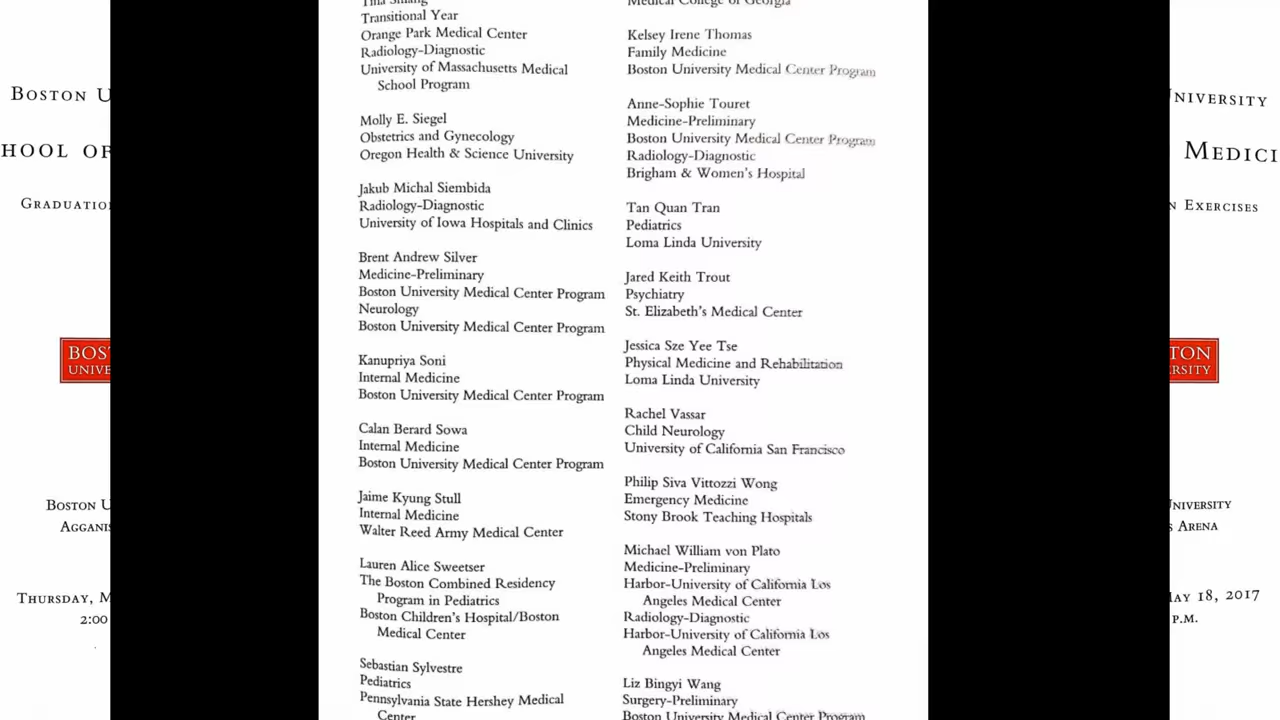 BOSTON U
HOOL OF
GRADUATIO
BOS
UNIVE
BOSTON U
AGGANIS
THURSDAY, M
2:00
Transitional Year
Orange Park Medical Center
Radiology-Diagnostic
University of Massachusetts Medical
School Program
Molly E. Siegel
Obstetrics and Gynecology
Oregon Health & Science University
Jakub Michal Siembida
Radiology-Diagnostic
University of Iowa Hospitals and Clinics
Brent Andrew Silver
Medicine-Preliminary
Boston University Medical Center Program
Neurology
Boston University Medical Center Program
Kanupriya Soni
Internal Medicine
Boston University Medical Center Program
Calan Berard Sowa
Internal Medicine
Boston University Medical Center Program
Jaime Kyung Stull
Internal Medicine
Walter Reed Army Medical Center
Lauren Alice Sweetser
The Boston Combined Residency
Program in Pediatrics
Boston Children's Hospital/Boston
Medical Center
Sebastian Sylvestre
Pediatrics
Pennsylvania State Hershey Medical
Center
Medical College of Georgia
Kelsey Irene Thomas
Family Medicine
Boston University Medical Center Program
Anne-Sophie Touret
Medicine-Preliminary
Boston University Medical Center Program
Radiology-Diagnostic
Brigham & Women's Hospital
Tan Quan Tran
Pediatrics
Loma Linda University
Jared Keith Trout
Psychiatry
St. Elizabeth's Medical Center
Jessica Sze Yee Tse
Physical Medicine and Rehabilitation
Loma Linda University
Rachel Vassar
Child Neurology
University of California San Francisco
Philip Siva Vittozzi Wong
Emergency Medicine
Stony Brook Teaching Hospitals
Michael William von Plato
Medicine-Preliminary
Harbor-University of California Los
Angeles Medical Center
Radiology-Diagnostic
Harbor-University of California Los
Angeles Medical Center
Liz Bingyi Wang
Surgery-Preliminary
Boston University Medical Center Program
NIVERSITY
MEDICI
N EXERCISES
TON
ERSITY
NIVERSITY
S ARENA
AY 18, 2017
P.M.